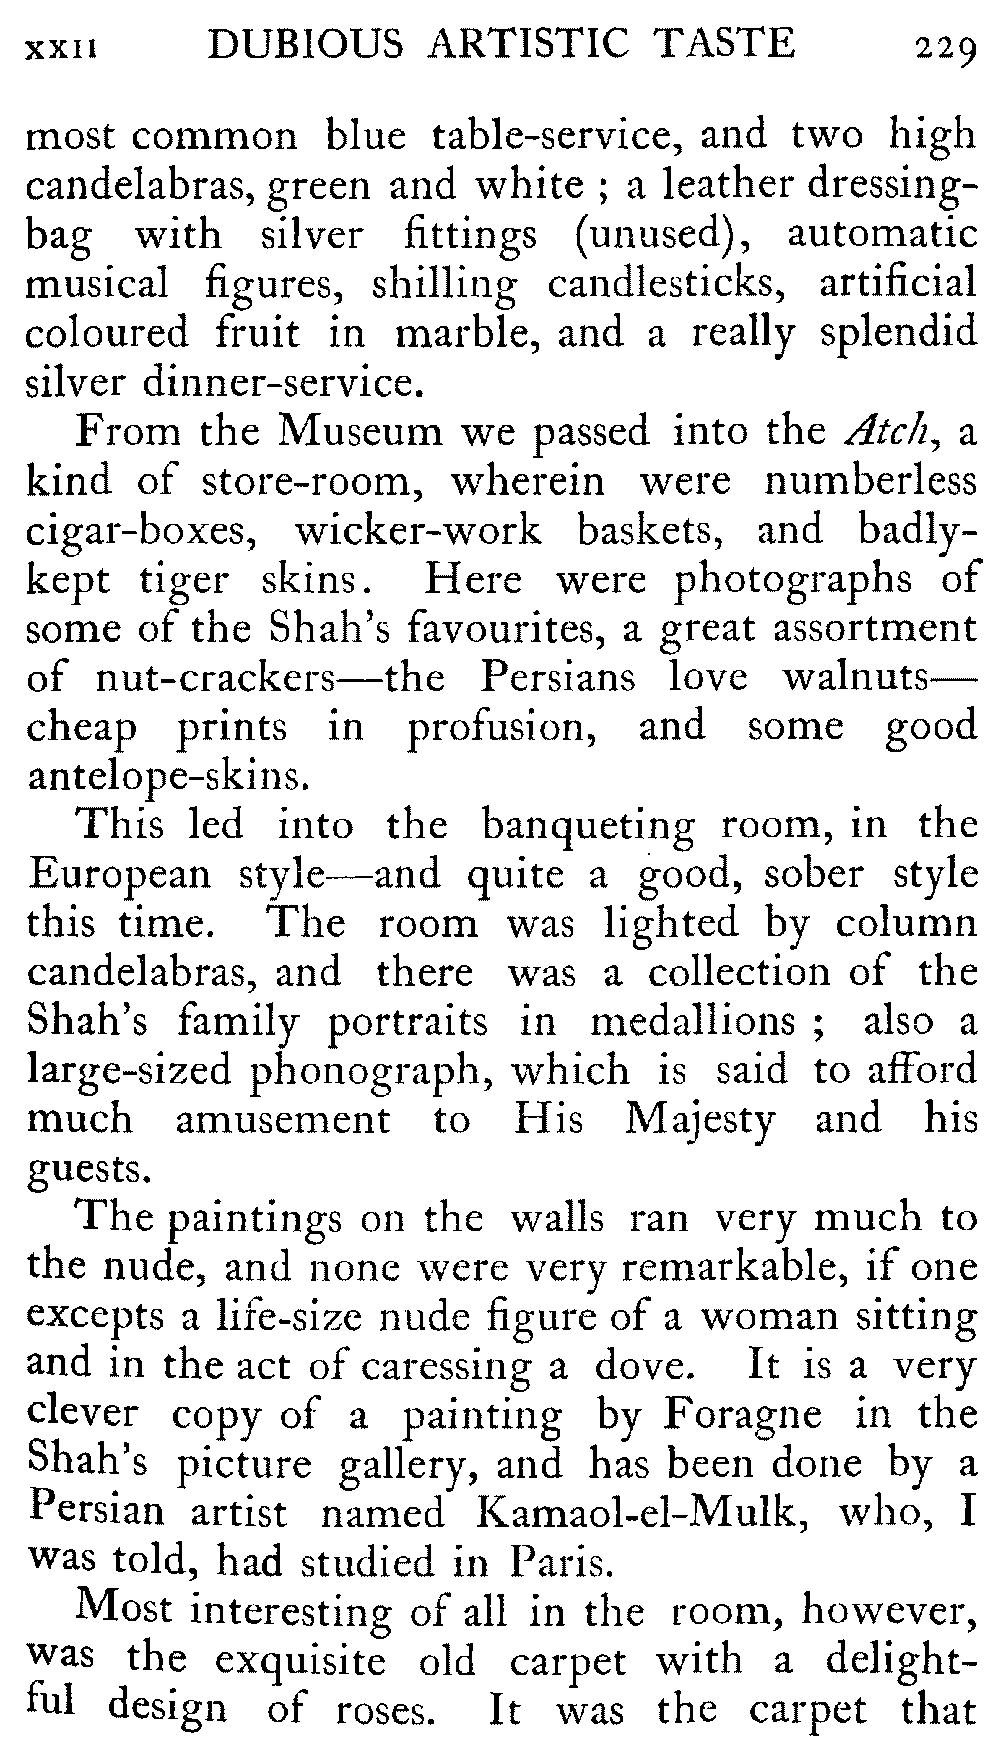 XXII DUBIOUS ARTISTIC TASTE 229
most common blue table-service, and two high
candelabras, green and white ; a leather dressing-
bag with silver fittings (unused), automatic
musical figures, shilling candlesticks, artificial
coloured fruit in marble, and a really splendid
silver dinner-service.
From the Museum we passed into the Atch, a
kind of store-room, wherein were numberless
cigar-boxes, wicker-work baskets, and badly-
kept tiger skins. Here were photographs of
some of the Shah's favourites, a great assortment
of nut-crackers—the Persians love walnuts—
cheap prints in profusion, and some good
antelope-skins.
This led into the banqueting room, in the
European style—and quite a good, sober style
this time. The room was lighted by column
candelabras, and there was a collection of the
Shah's family portraits in medallions ; also a
large-sized phonograph, which is said to afford
much amusement to His Majesty and his
guests.
The paintings on the walls ran very much to
the nude, and none were very remarkable, if one
excepts a life-size nude figure of a woman sitting
and in the act of caressing a dove. It is a very
clever copy of a painting by Foragne in the
Shah's picture gallery, and has been done by a
Persian artist named Kamaol-el-Mulk, who, I
was told, had studied in Paris.
Most interesting of all in the room, however,
was the exquisite old carpet with a delight-
ful design of roses. It was the carpet that